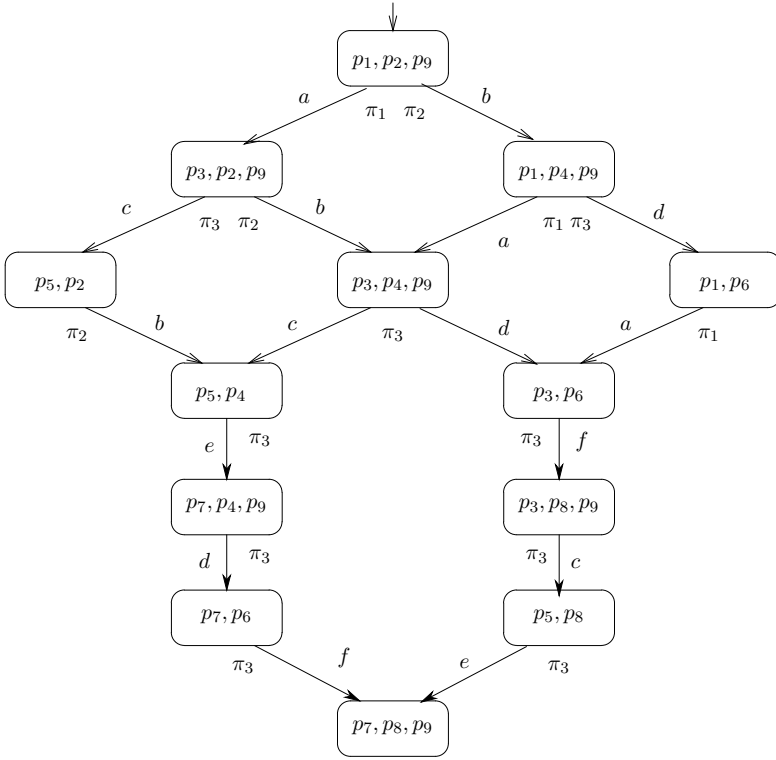 p₁, p₂, p₉
a b
π₁ π₂
p₃, p₂, p₉ p₁, p₄, p₉
c π₃ π₂ b a π₁ π₃ d
p₅, p₂ p₃, p₄, p₉ p₁, p₆
π₂ b c π₃ d a π₁
p₅, p₄ p₃, p₆
e π₃ π₃ f
p₇, p₄, p₉ p₃, p₈, p₉
d π₃ π₃ c
p₇, p₆ p₅, p₈
π₃ f e π₃
p₇, p₈, p₉